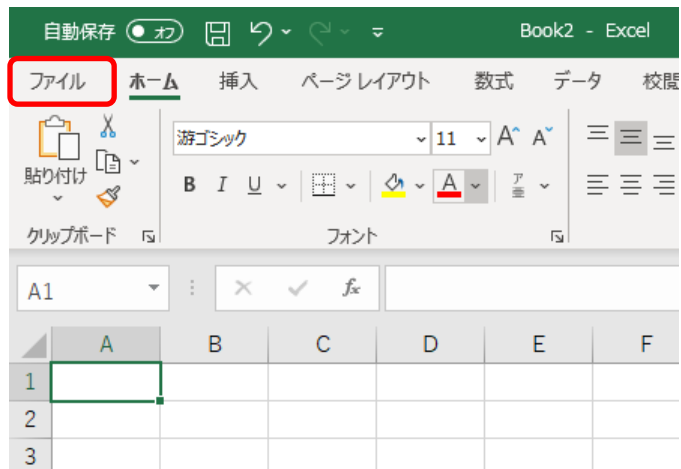 自動保存 オフ Book2 - Excel
ファイル ホーム 挿入 ページ レイアウト 数式 データ 校閲
貼り付け 游ゴシック 11 A A
B I U A ア亜
クリップボード フォント
A1 fx
A B C D E F
1
2
3